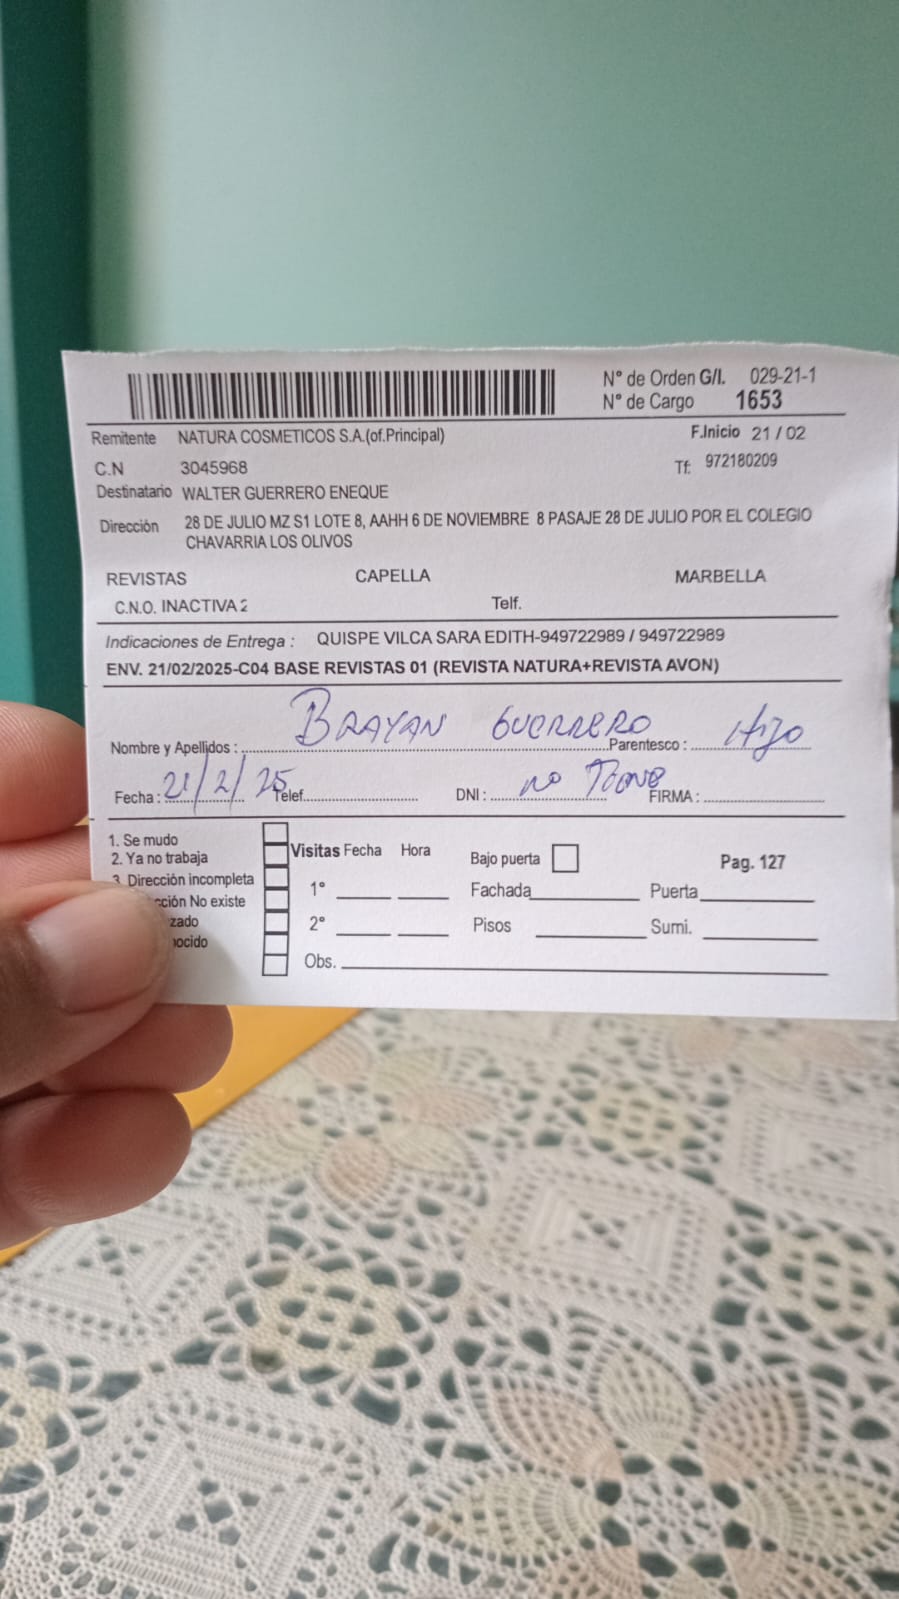 N° de Orden G/I. 029-21-1
N° de Cargo 1653
Remitente NATURA COSMETICOS S.A.(of.Principal) F.Inicio 21 / 02
C.N 3045968 Tf: 972180209
Destinatario WALTER GUERRERO ENEQUE
Dirección 28 DE JULIO MZ S1 LOTE 8, AAHH 6 DE NOVIEMBRE 8 PASAJE 28 DE JULIO POR EL COLEGIO
CHAVARRIA LOS OLIVOS
REVISTAS CAPELLA MARBELLA
C.N.O. INACTIVA 2 Telf.
Indicaciones de Entrega : QUISPE VILCA SARA EDITH-949722989 / 949722989
ENV. 21/02/2025-C04 BASE REVISTAS 01 (REVISTA NATURA+REVISTA AVON)
Nombre y Apellidos : BRAYAN GUERRERO Parentesco : Hijo
Fecha : 21/2/25 Telef. DNI : no FIRMA :
1. Se mudo
2. Ya no trabaja
3. Dirección incompleta
cción No existe
zado
nocido
Visitas Fecha Hora Bajo puerta Pag. 127
1° Fachada Puerta
2° Pisos Sumi.
Obs.